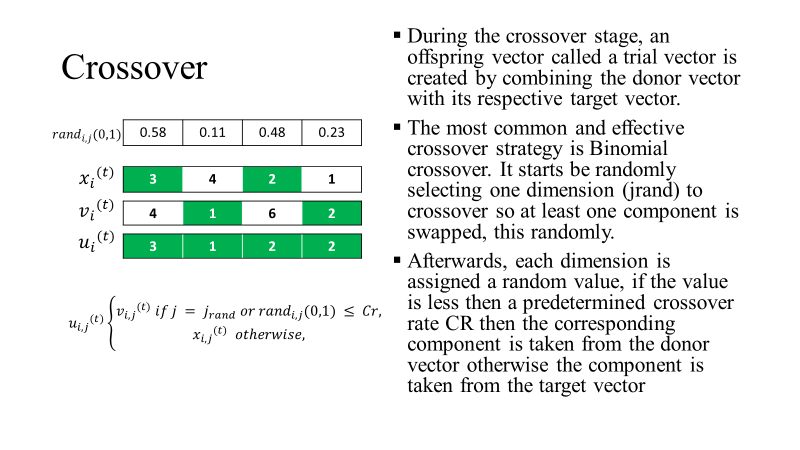 Crossover
rand_{i,j}(0,1) 0.58 0.11 0.48 0.23
x_i^{(t)} 3 4 2 1
v_i^{(t)} 4 1 6 2
u_i^{(t)} 3 1 2 2
u_{i,j}^{(t)} { v_{i,j}^{(t)} if j = j_{rand} or rand_{i,j}(0,1) ≤ Cr,
x_{i,j}^{(t)} otherwise,
▪ During the crossover stage, an
offspring vector called a trial vector is
created by combining the donor vector
with its respective target vector.
▪ The most common and effective
crossover strategy is Binomial
crossover. It starts be randomly
selecting one dimension (jrand) to
crossover so at least one component is
swapped, this randomly.
▪ Afterwards, each dimension is
assigned a random value, if the value
is less then a predetermined crossover
rate CR then the corresponding
component is taken from the donor
vector otherwise the component is
taken from the target vector